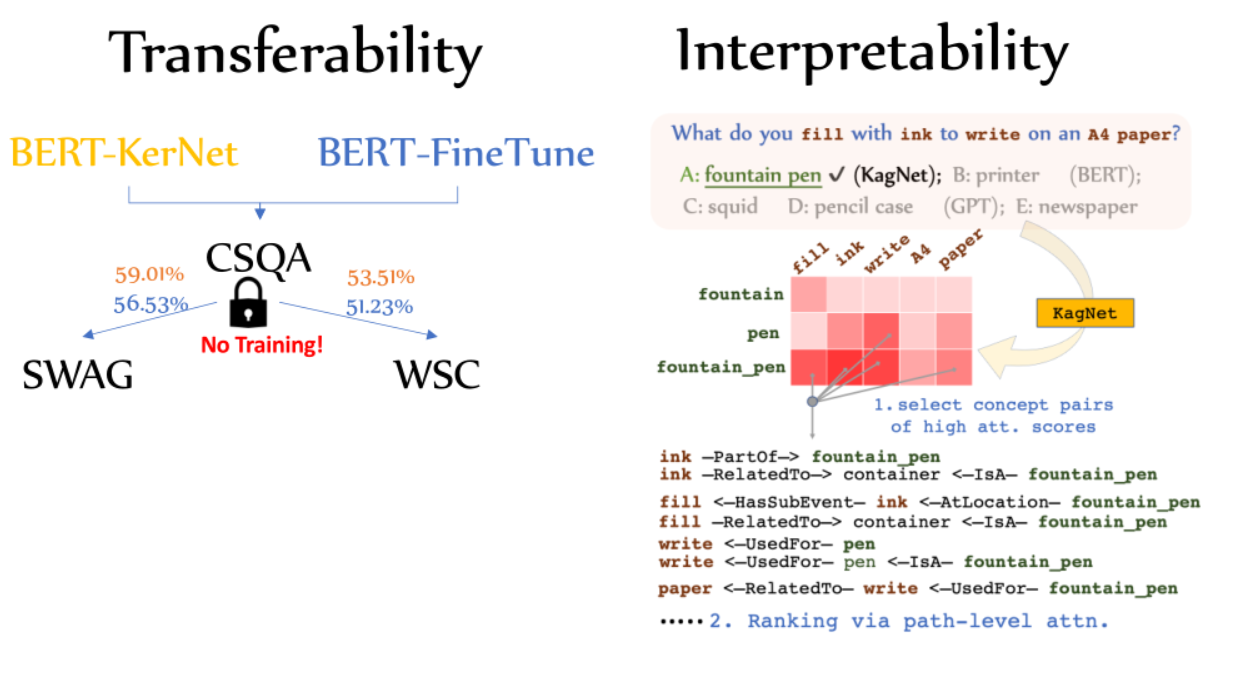 Transferability
BERT-KerNet
BERT-FineTune
CSQA
59.01%
56.53%
53.51%
51.23%
No Training!
SWAG
WSC
Interpretability
What do you fill with ink to write on an A4 paper?
A: fountain pen ✔ (KagNet); B: printer (BERT);
C: squid D: pencil case (GPT); E: newspaper
fill ink write A4 paper
fountain
pen
fountain_pen
KagNet
1. select concept pairs
of high att. scores
ink —PartOf—> fountain_pen
ink —RelatedTo—> container <—IsA— fountain_pen
fill <—HasSubEvent— ink <—AtLocation— fountain_pen
fill —RelatedTo—> container <—IsA— fountain_pen
write <—UsedFor— pen
write <—UsedFor— pen <—IsA— fountain_pen
paper <—RelatedTo— write <—UsedFor— fountain_pen
..... 2. Ranking via path-level attn.